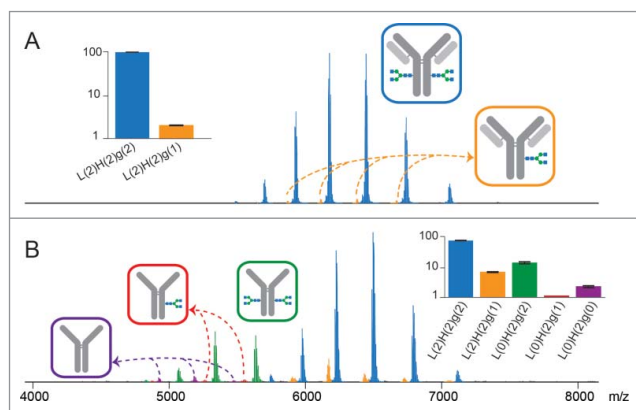 A
100
10
1
L(2)H(2)g(2)
L(2)H(2)g(1)
B
100
10
1
L(2)H(2)g(2)
L(2)H(2)g(1)
L(0)H(2)g(2)
L(0)H(2)g(1)
L(0)H(2)g(0)
4000 5000 6000 7000 8000 m/z